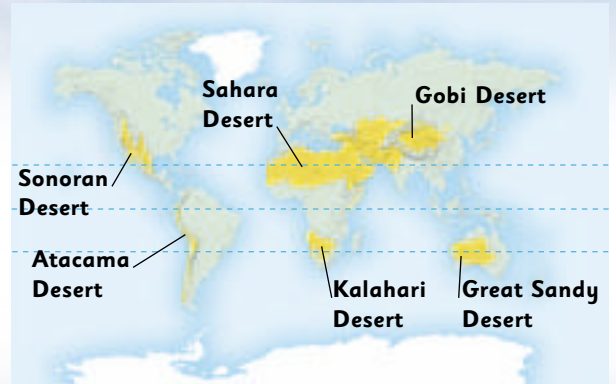 Sahara
Desert
Gobi Desert
Sonoran
Desert
Atacama
Desert
Kalahari
Desert
Great Sandy
Desert